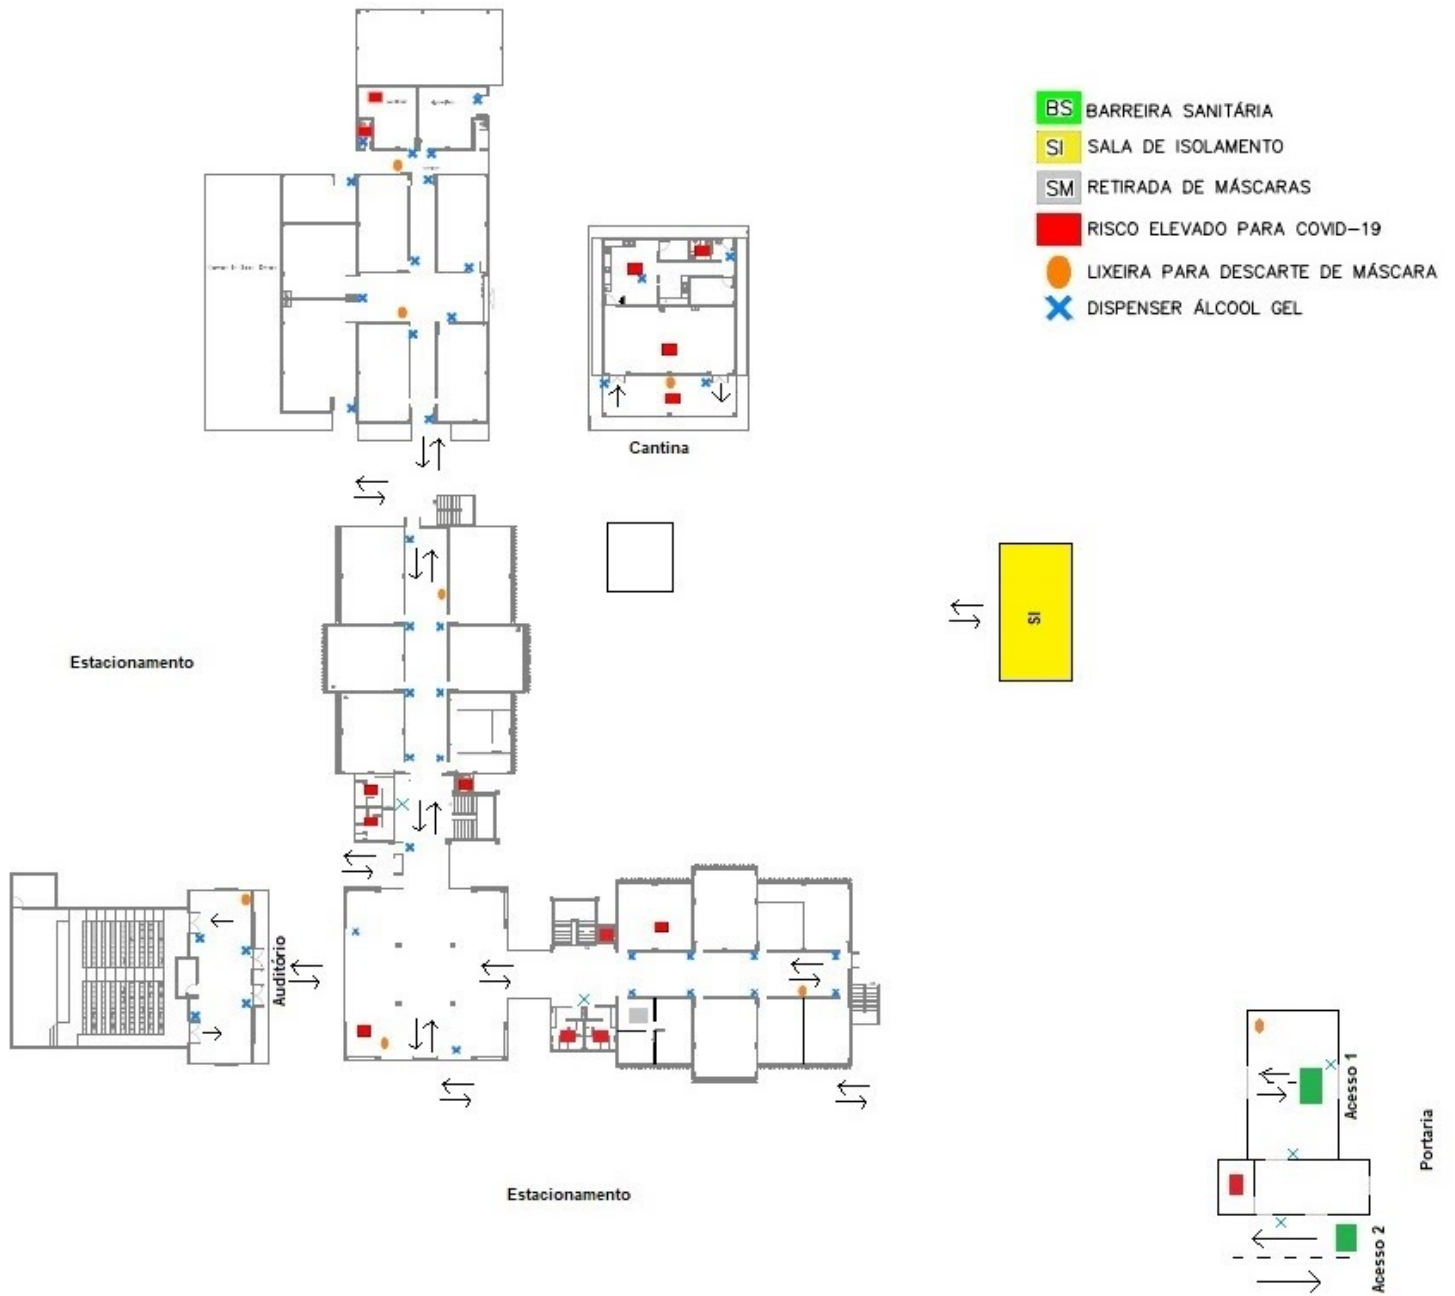 BS BARREIRA SANITÁRIA
SI SALA DE ISOLAMENTO
SM RETIRADA DE MÁSCARAS
RISCO ELEVADO PARA COVID-19
LIXEIRA PARA DESCARTE DE MÁSCARA
DISPENSER ÁLCOOL GEL
Cantina
SI
Estacionamento
Auditório
Acesso 1
Portaria
Estacionamento
Acesso 2